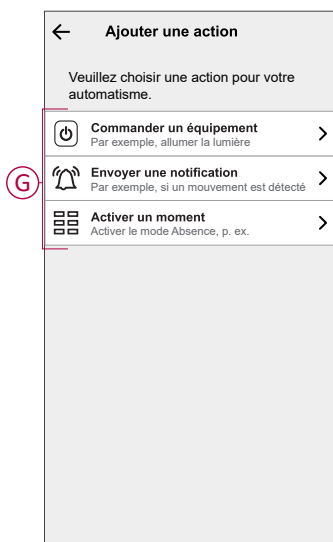 Ajouter une action
Veuillez choisir une action pour votre
automatisme.
Commander un équipement
Par exemple, allumer la lumière
G
Envoyer une notification
Par exemple, si un mouvement est détecté
Activer un moment
Activer le mode Absence, p. ex.